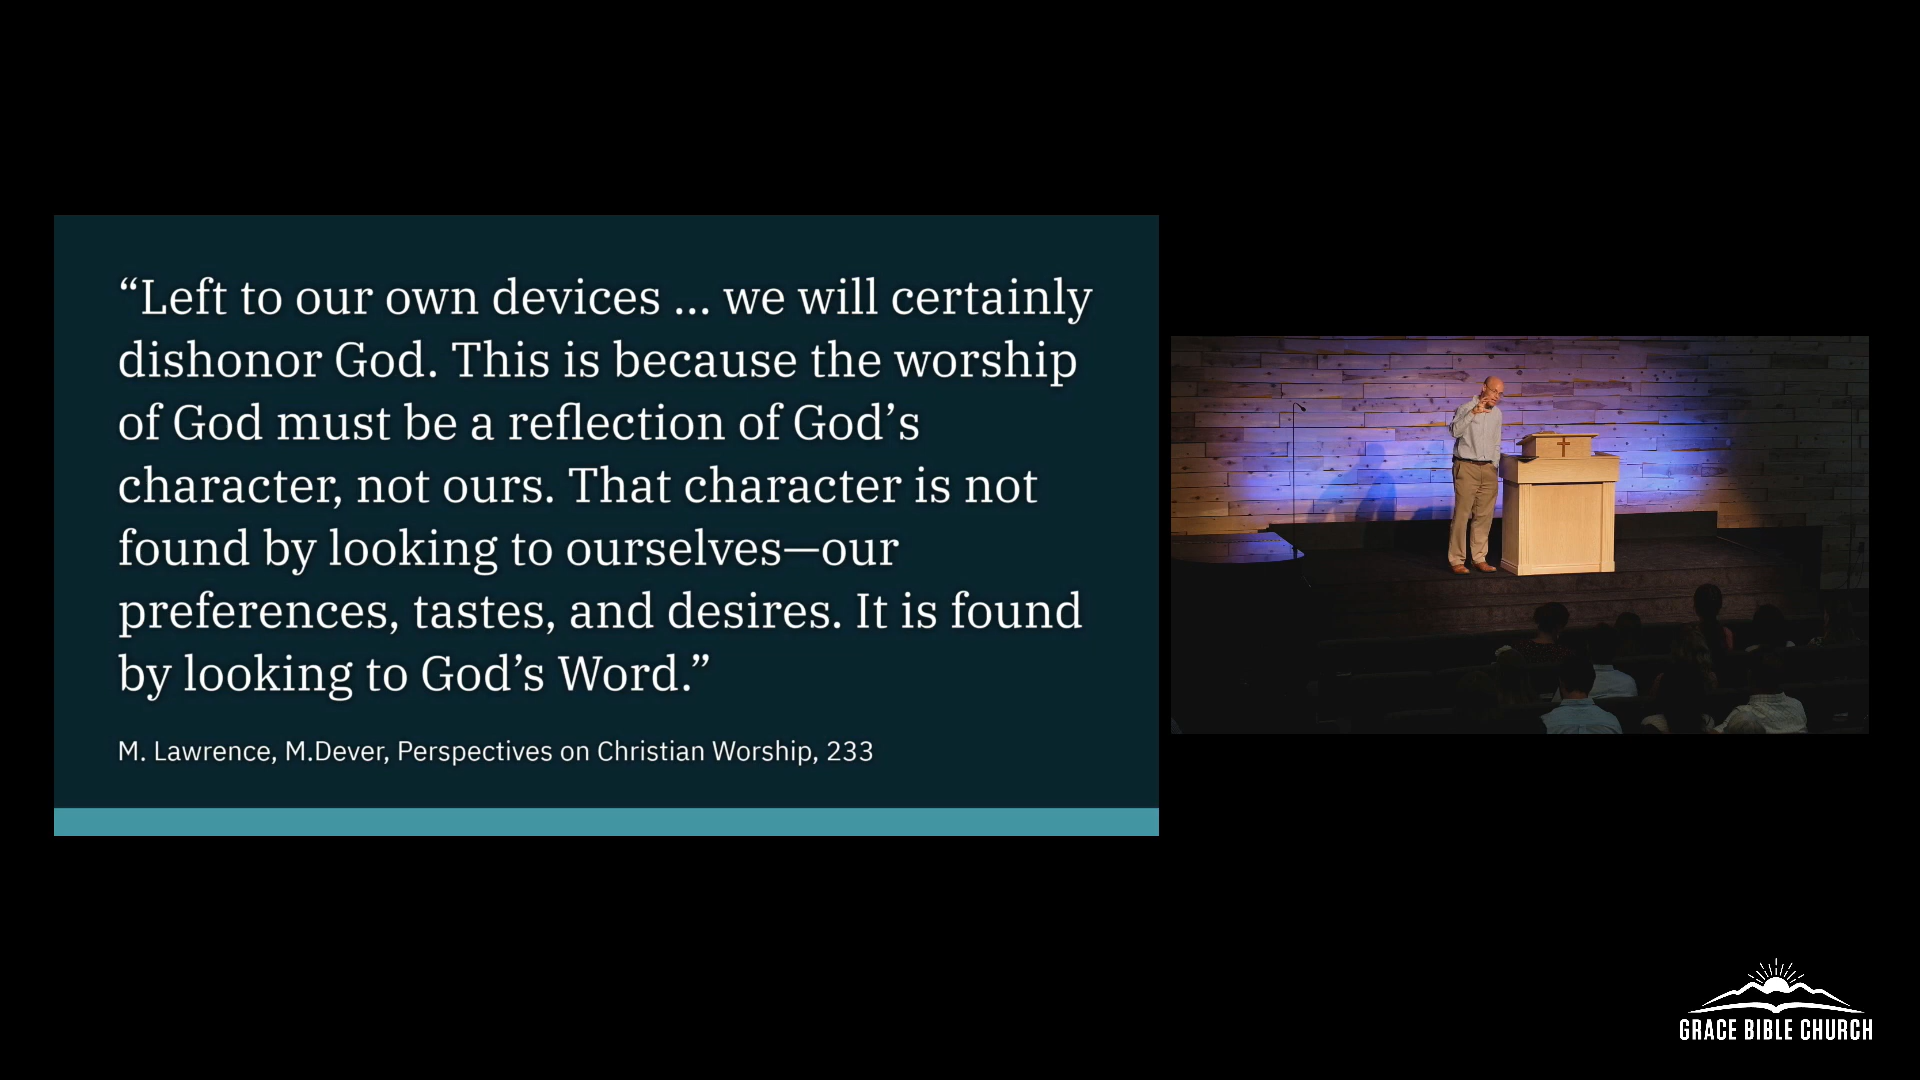 “Left to our own devices ... we will certainly
dishonor God. This is because the worship
of God must be a reflection of God’s
character, not ours. That character is not
found by looking to ourselves—our
preferences, tastes, and desires. It is found
by looking to God’s Word.”
M. Lawrence, M.Dever, Perspectives on Christian Worship, 233
GRACE BIBLE CHURCH